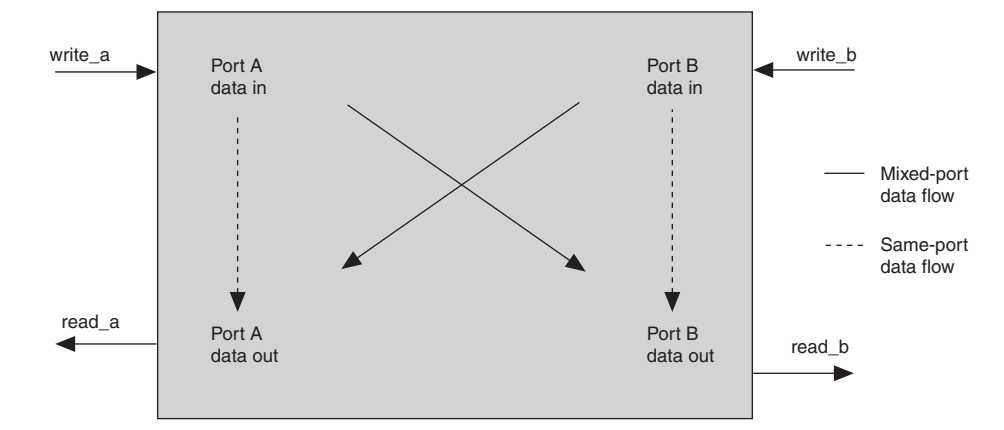 write_a
Port A
data in
Port B
data in
write_b
Mixed-port
data flow
Same-port
data flow
read_a
Port A
data out
Port B
data out
read_b